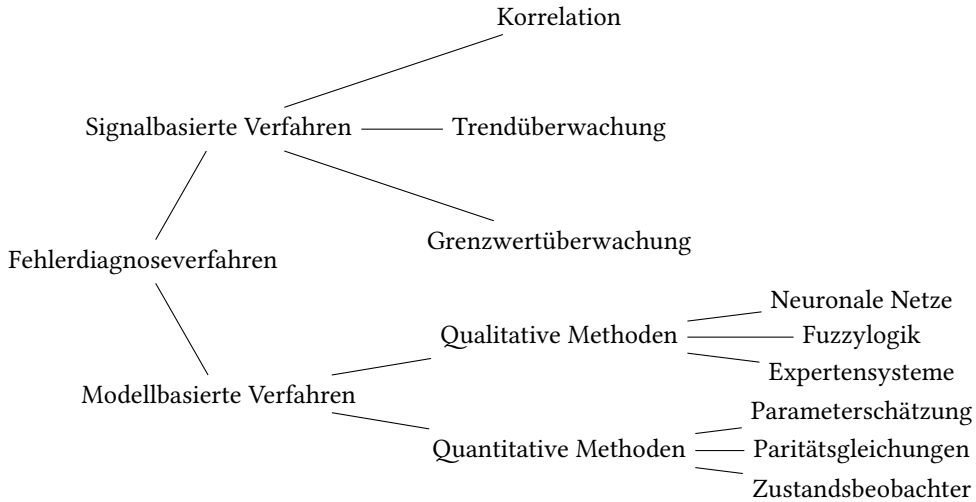 Korrelation
Signalbasierte Verfahren
Trendüberwachung
Grenzwertüberwachung
Fehlerdiagnoseverfahren
Neuronale Netze
Qualitative Methoden
Fuzzylogik
Expertensysteme
Modellbasierte Verfahren
Parameterschätzung
Quantitative Methoden
Paritätsgleichungen
Zustandsbeobachter